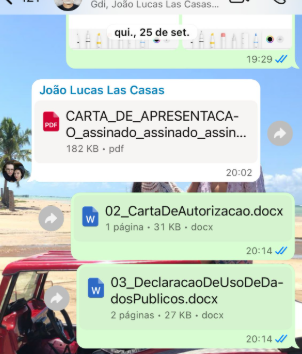 Gdi, João Lucas Las Casas...
qui., 25 de set.
19:29
João Lucas Las Casas
PDF
CARTA_DE_APRESENTACA-
O_assinado_assinado_assin...
182 KB • pdf
20:02
W
02_CartaDeAutorizacao.docx
1 página • 31 KB • docx
20:14
W
03_DeclaracaoDeUsoDeDa-
dosPublicos.docx
2 páginas • 27 KB • docx
20:14